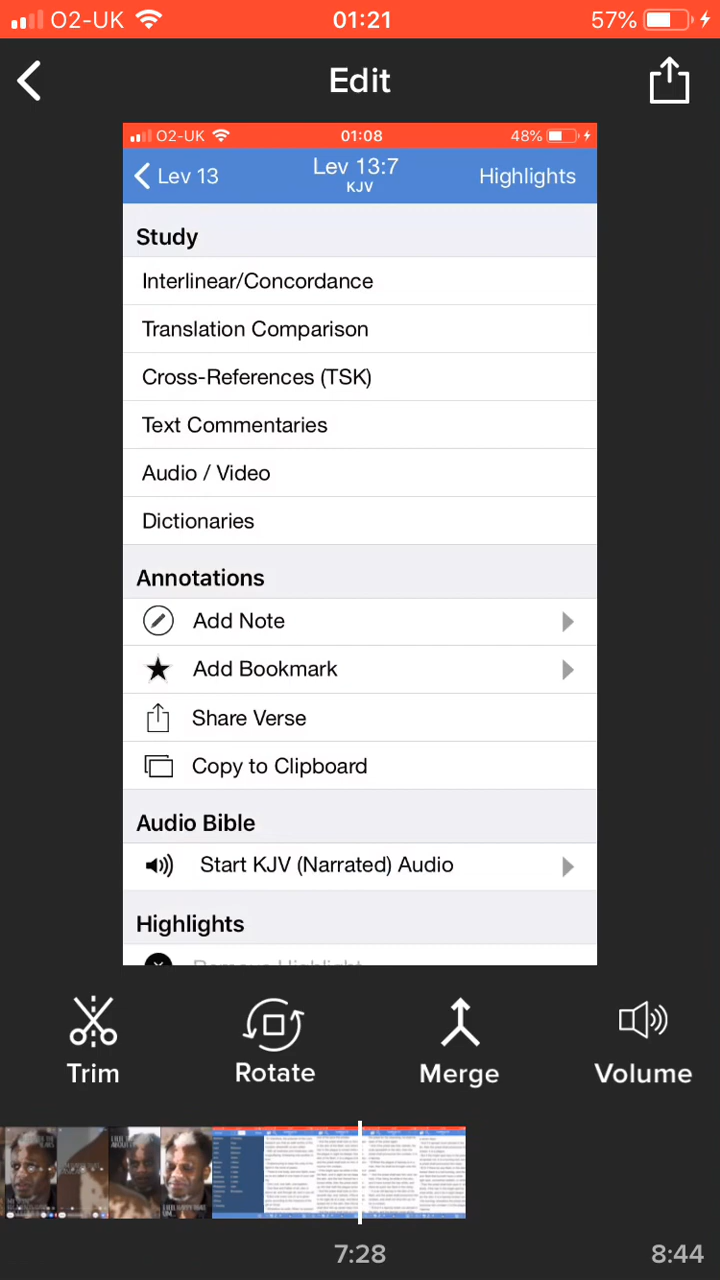 O2-UK 01:21 57%
Edit
O2-UK 01:08 48%
Lev 13 Lev 13:7 Highlights
KJV
Study
Interlinear/Concordance
Translation Comparison
Cross-References (TSK)
Text Commentaries
Audio / Video
Dictionaries
Annotations
Add Note
Add Bookmark
Share Verse
Copy to Clipboard
Audio Bible
Start KJV (Narrated) Audio
Highlights
Trim Rotate Merge Volume
7:28 8:44